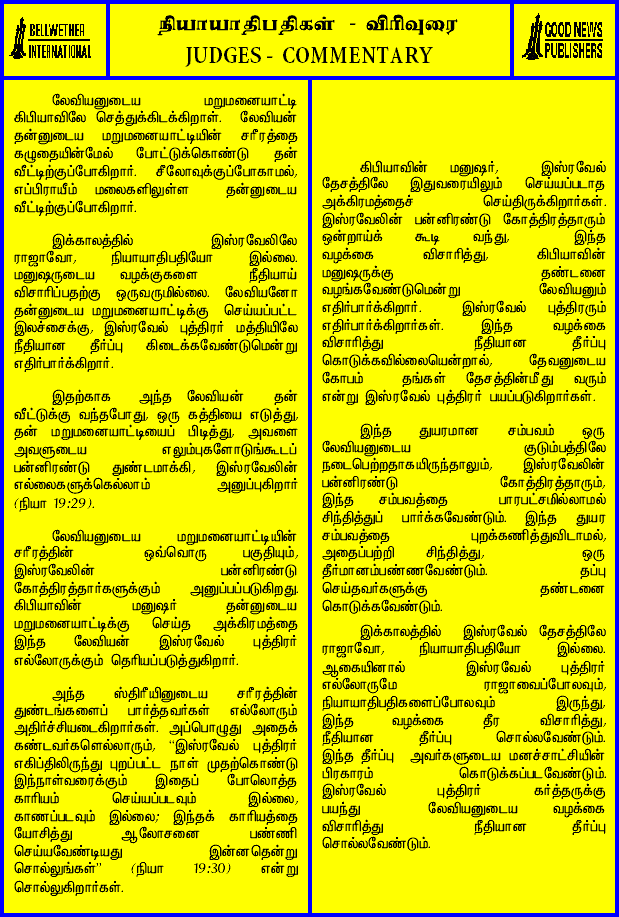 BELLWETHER
INTERNATIONAL
நியாயாதிபதிகள் - விரிவுரை
JUDGES - COMMENTARY
GOOD NEWS
PUBLISHERS
லேவியனுடைய மறுமனையாட்டி
கிபியாவிலே செத்துக்கிடக்கிறாள். லேவியன்
தன்னுடைய மறுமனையாட்டியின் சரீரத்தை
கழுதையின்மேல் போட்டுக்கொண்டு தன்
வீட்டிற்குப்போகிறார். சீலோவுக்குப்போகாமல்,
எப்பிராயீம் மலைகளிலுள்ள தன்னுடைய
வீட்டிற்குப்போகிறார்.
இக்காலத்தில் இஸ்ரவேலிலே
ராஜாவோ, நியாயாதிபதியோ இல்லை.
மனுஷருடைய வழக்குகளை நீதியாய்
விசாரிப்பதற்கு ஒருவருமில்லை. லேவியனோ
தன்னுடைய மறுமனையாட்டிக்கு செய்யப்பட்ட
இலச்சைக்கு, இஸ்ரவேல் புத்திரர் மத்தியிலே
நீதியான தீர்ப்பு கிடைக்கவேண்டுமென்று
எதிர்பார்க்கிறார்.
இதற்காக அந்த லேவியன் தன்
வீட்டுக்கு வந்தபோது, ஒரு கத்தியை எடுத்து,
தன் மறுமனையாட்டியைப் பிடித்து, அவளை
அவளுடைய எலும்புகளோடுங்கூடப்
பன்னிரண்டு துண்டமாக்கி, இஸ்ரவேலின்
எல்லைகளுக்கெல்லாம் அனுப்புகிறார்
(நியா 19:29).
லேவியனுடைய மறுமனையாட்டியின்
சரீரத்தின் ஒவ்வொரு பகுதியும்,
இஸ்ரவேலின் பன்னிரண்டு
கோத்திரத்தார்களுக்கும் அனுப்பப்படுகிறது.
கிபியாவின் மனுஷர் தன்னுடைய
மறுமனையாட்டிக்கு செய்த அக்கிரமத்தை
இந்த லேவியன் இஸ்ரவேல் புத்திரர்
எல்லோருக்கும் தெரியப்படுத்துகிறார்.
அந்த ஸ்திரீயினுடைய சரீரத்தின்
துண்டங்களைப் பார்த்தவர்கள் எல்லோரும்
அதிர்ச்சியடைகிறார்கள். அப்பொழுது அதைக்
கண்டவர்களெல்லாரும், "இஸ்ரவேல் புத்திரர்
எகிப்திலிருந்து புறப்பட்ட நாள் முதற்கொண்டு
இந்நாள்வரைக்கும் இதைப் போலொத்த
காரியம் செய்யப்படவும் இல்லை,
காணப்படவும் இல்லை; இந்தக் காரியத்தை
யோசித்து ஆலோசனை பண்ணி
செய்யவேண்டியது இன்னதென்று
சொல்லுங்கள்" (நியா 19:30) என்று
சொல்லுகிறார்கள்.
கிபியாவின் மனுஷர், இஸ்ரவேல்
தேசத்திலே இதுவரையிலும் செய்யப்படாத
அக்கிரமத்தைச் செய்திருக்கிறார்கள்.
இஸ்ரவேலின் பன்னிரண்டு கோத்திரத்தாரும்
ஒன்றாய்க் கூடி வந்து, இந்த
வழக்கை விசாரித்து, கிபியாவின்
மனுஷருக்கு தண்டனை
வழங்கவேண்டுமென்று லேவியனும்
எதிர்பார்க்கிறார். இஸ்ரவேல் புத்திரரும்
எதிர்பார்க்கிறார்கள். இந்த வழக்கை
விசாரித்து நீதியான தீர்ப்பு
கொடுக்கவில்லையென்றால், தேவனுடைய
கோபம் தங்கள் தேசத்தின்மீது வரும்
என்று இஸ்ரவேல் புத்திரர் பயப்படுகிறார்கள்.
இந்த துயரமான சம்பவம் ஒரு
லேவியனுடைய குடும்பத்திலே
நடைபெற்றதாகயிருந்தாலும், இஸ்ரவேலின்
பன்னிரண்டு கோத்திரத்தாரும்,
இந்த சம்பவத்தை பாரபட்சமில்லாமல்
சிந்தித்துப் பார்க்கவேண்டும். இந்த துயர
சம்பவத்தை புறக்கணித்துவிடாமல்,
அதைப்பற்றி சிந்தித்து, ஒரு
தீர்மானம்பண்ணவேண்டும். தப்பு
செய்தவர்களுக்கு தண்டனை
கொடுக்கவேண்டும்.
இக்காலத்தில் இஸ்ரவேல் தேசத்திலே
ராஜாவோ, நியாயாதிபதியோ இல்லை.
ஆகையினால் இஸ்ரவேல் புத்திரர்
எல்லோருமே ராஜாவைப்போலவும்,
நியாயாதிபதிகளைப்போலவும் இருந்து,
இந்த வழக்கை தீர விசாரித்து,
நீதியான தீர்ப்பு சொல்லவேண்டும்.
இந்த தீர்ப்பு அவர்களுடைய மனச்சாட்சியின்
பிரகாரம் கொடுக்கப்படவேண்டும்.
இஸ்ரவேல் புத்திரர் கர்த்தருக்கு
பயந்து லேவியனுடைய வழக்கை
விசாரித்து நீதியான தீர்ப்பு
சொல்லவேண்டும்.